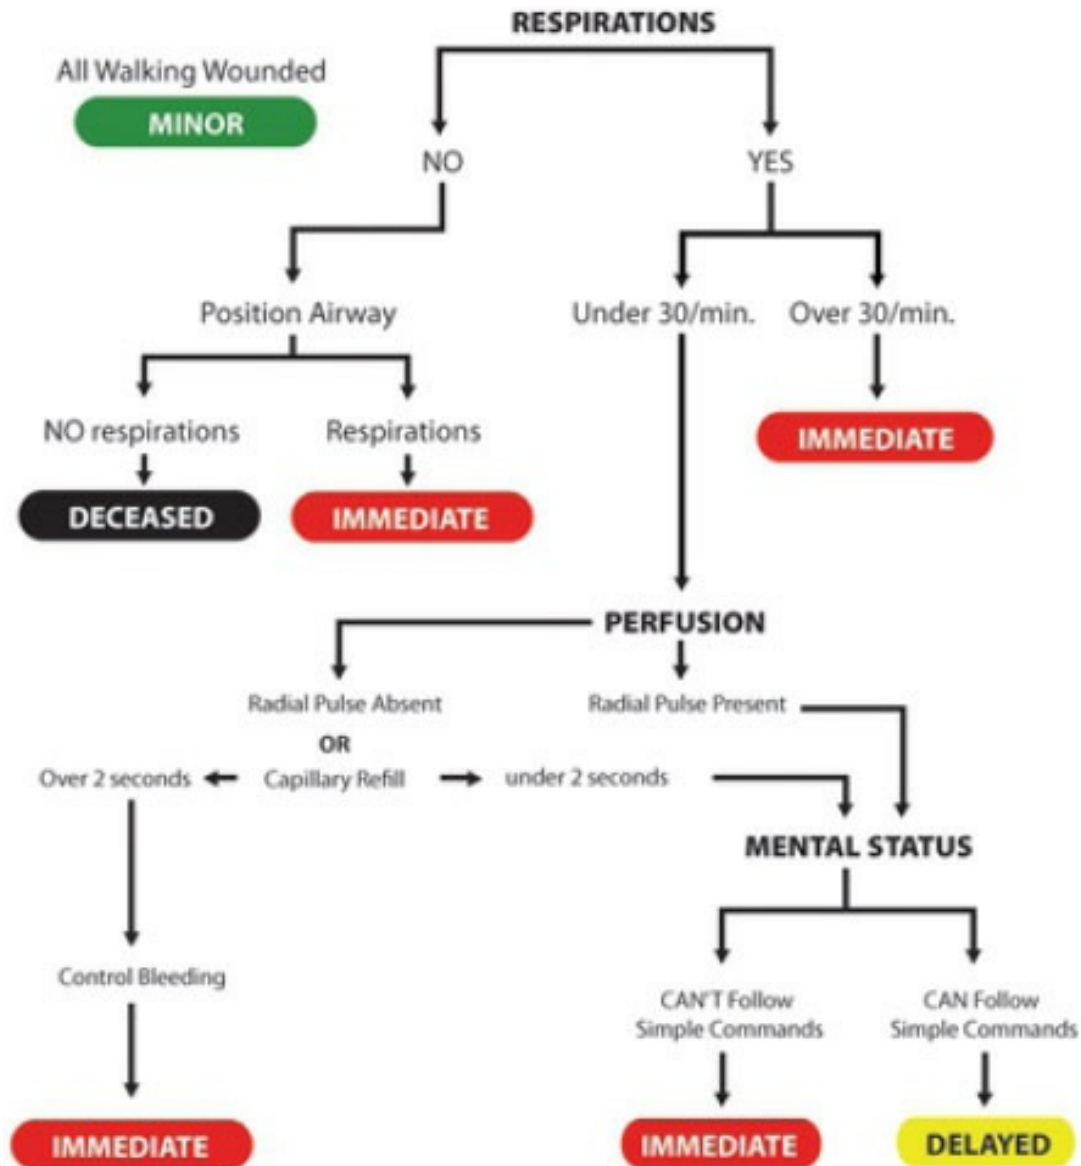 RESPIRATIONS
All Walking Wounded
MINOR
NO
YES
Position Airway
Under 30/min.
Over 30/min.
NO respirations
Respirations
IMMEDIATE
DECEASED
IMMEDIATE
PERFUSION
Radial Pulse Absent
Radial Pulse Present
OR
Over 2 seconds
Capillary Refill
under 2 seconds
MENTAL STATUS
Control Bleeding
CAN'T Follow
Simple Commands
CAN Follow
Simple Commands
IMMEDIATE
IMMEDIATE
DELAYED